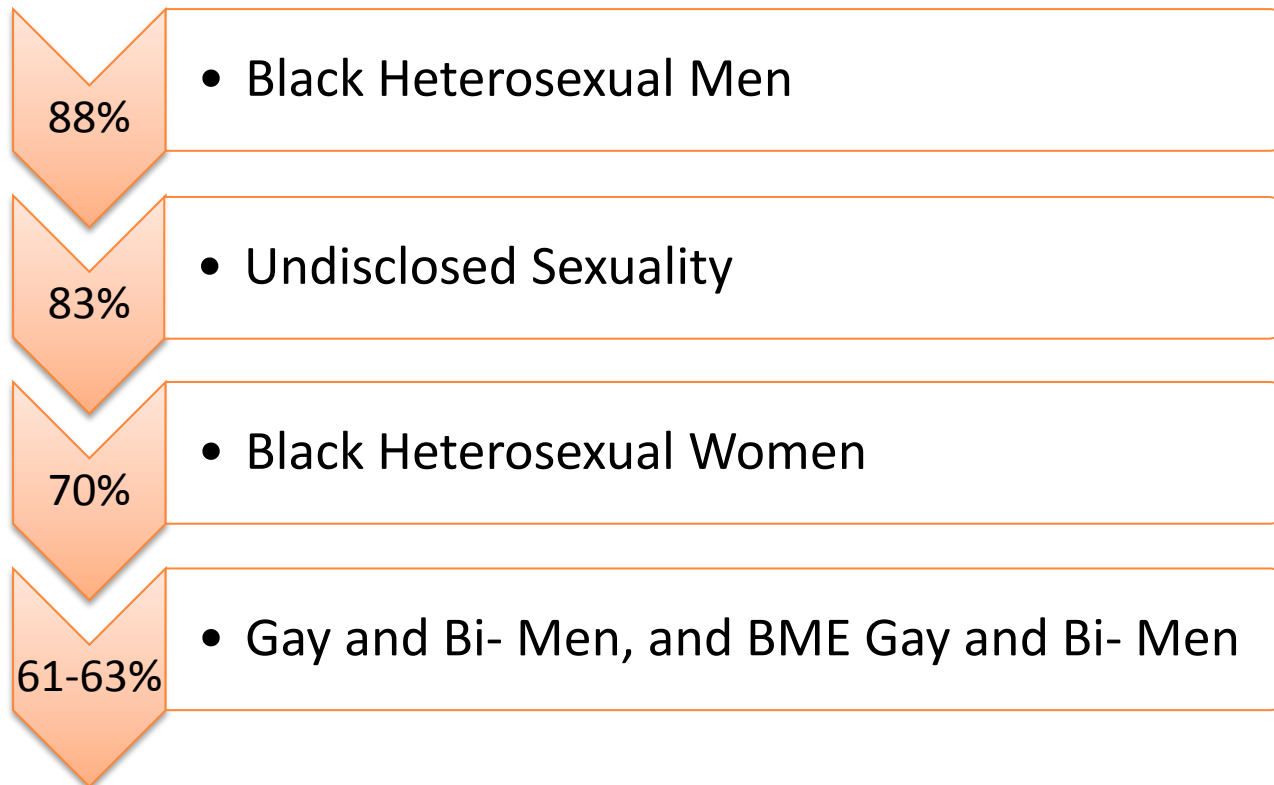 88%
• Black Heterosexual Men
83%
• Undisclosed Sexuality
70%
• Black Heterosexual Women
61-63%
• Gay and Bi- Men, and BME Gay and Bi- Men